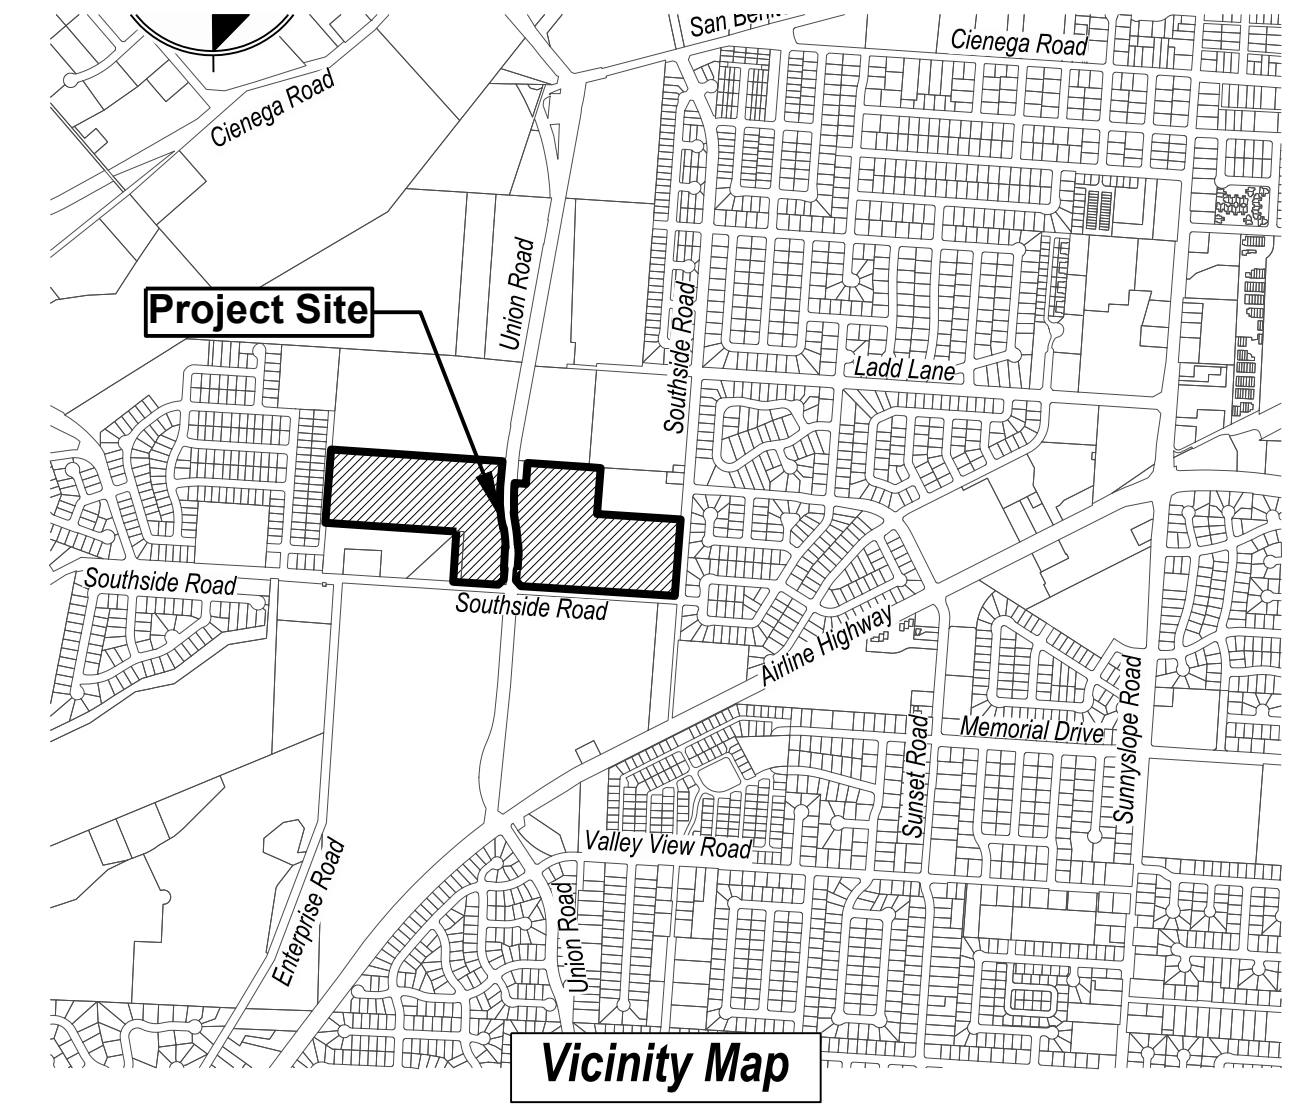 San
Cienega Road
Cienega Road
Union Road
Project Site
Southside Road
Ladd Lane
Southside Road
Southside Road
Airline Highway
Memorial Drive
Sunset Road
Sunnyslope Road
Valley View Road
Enterprise Road
Union Road
Vicinity Map